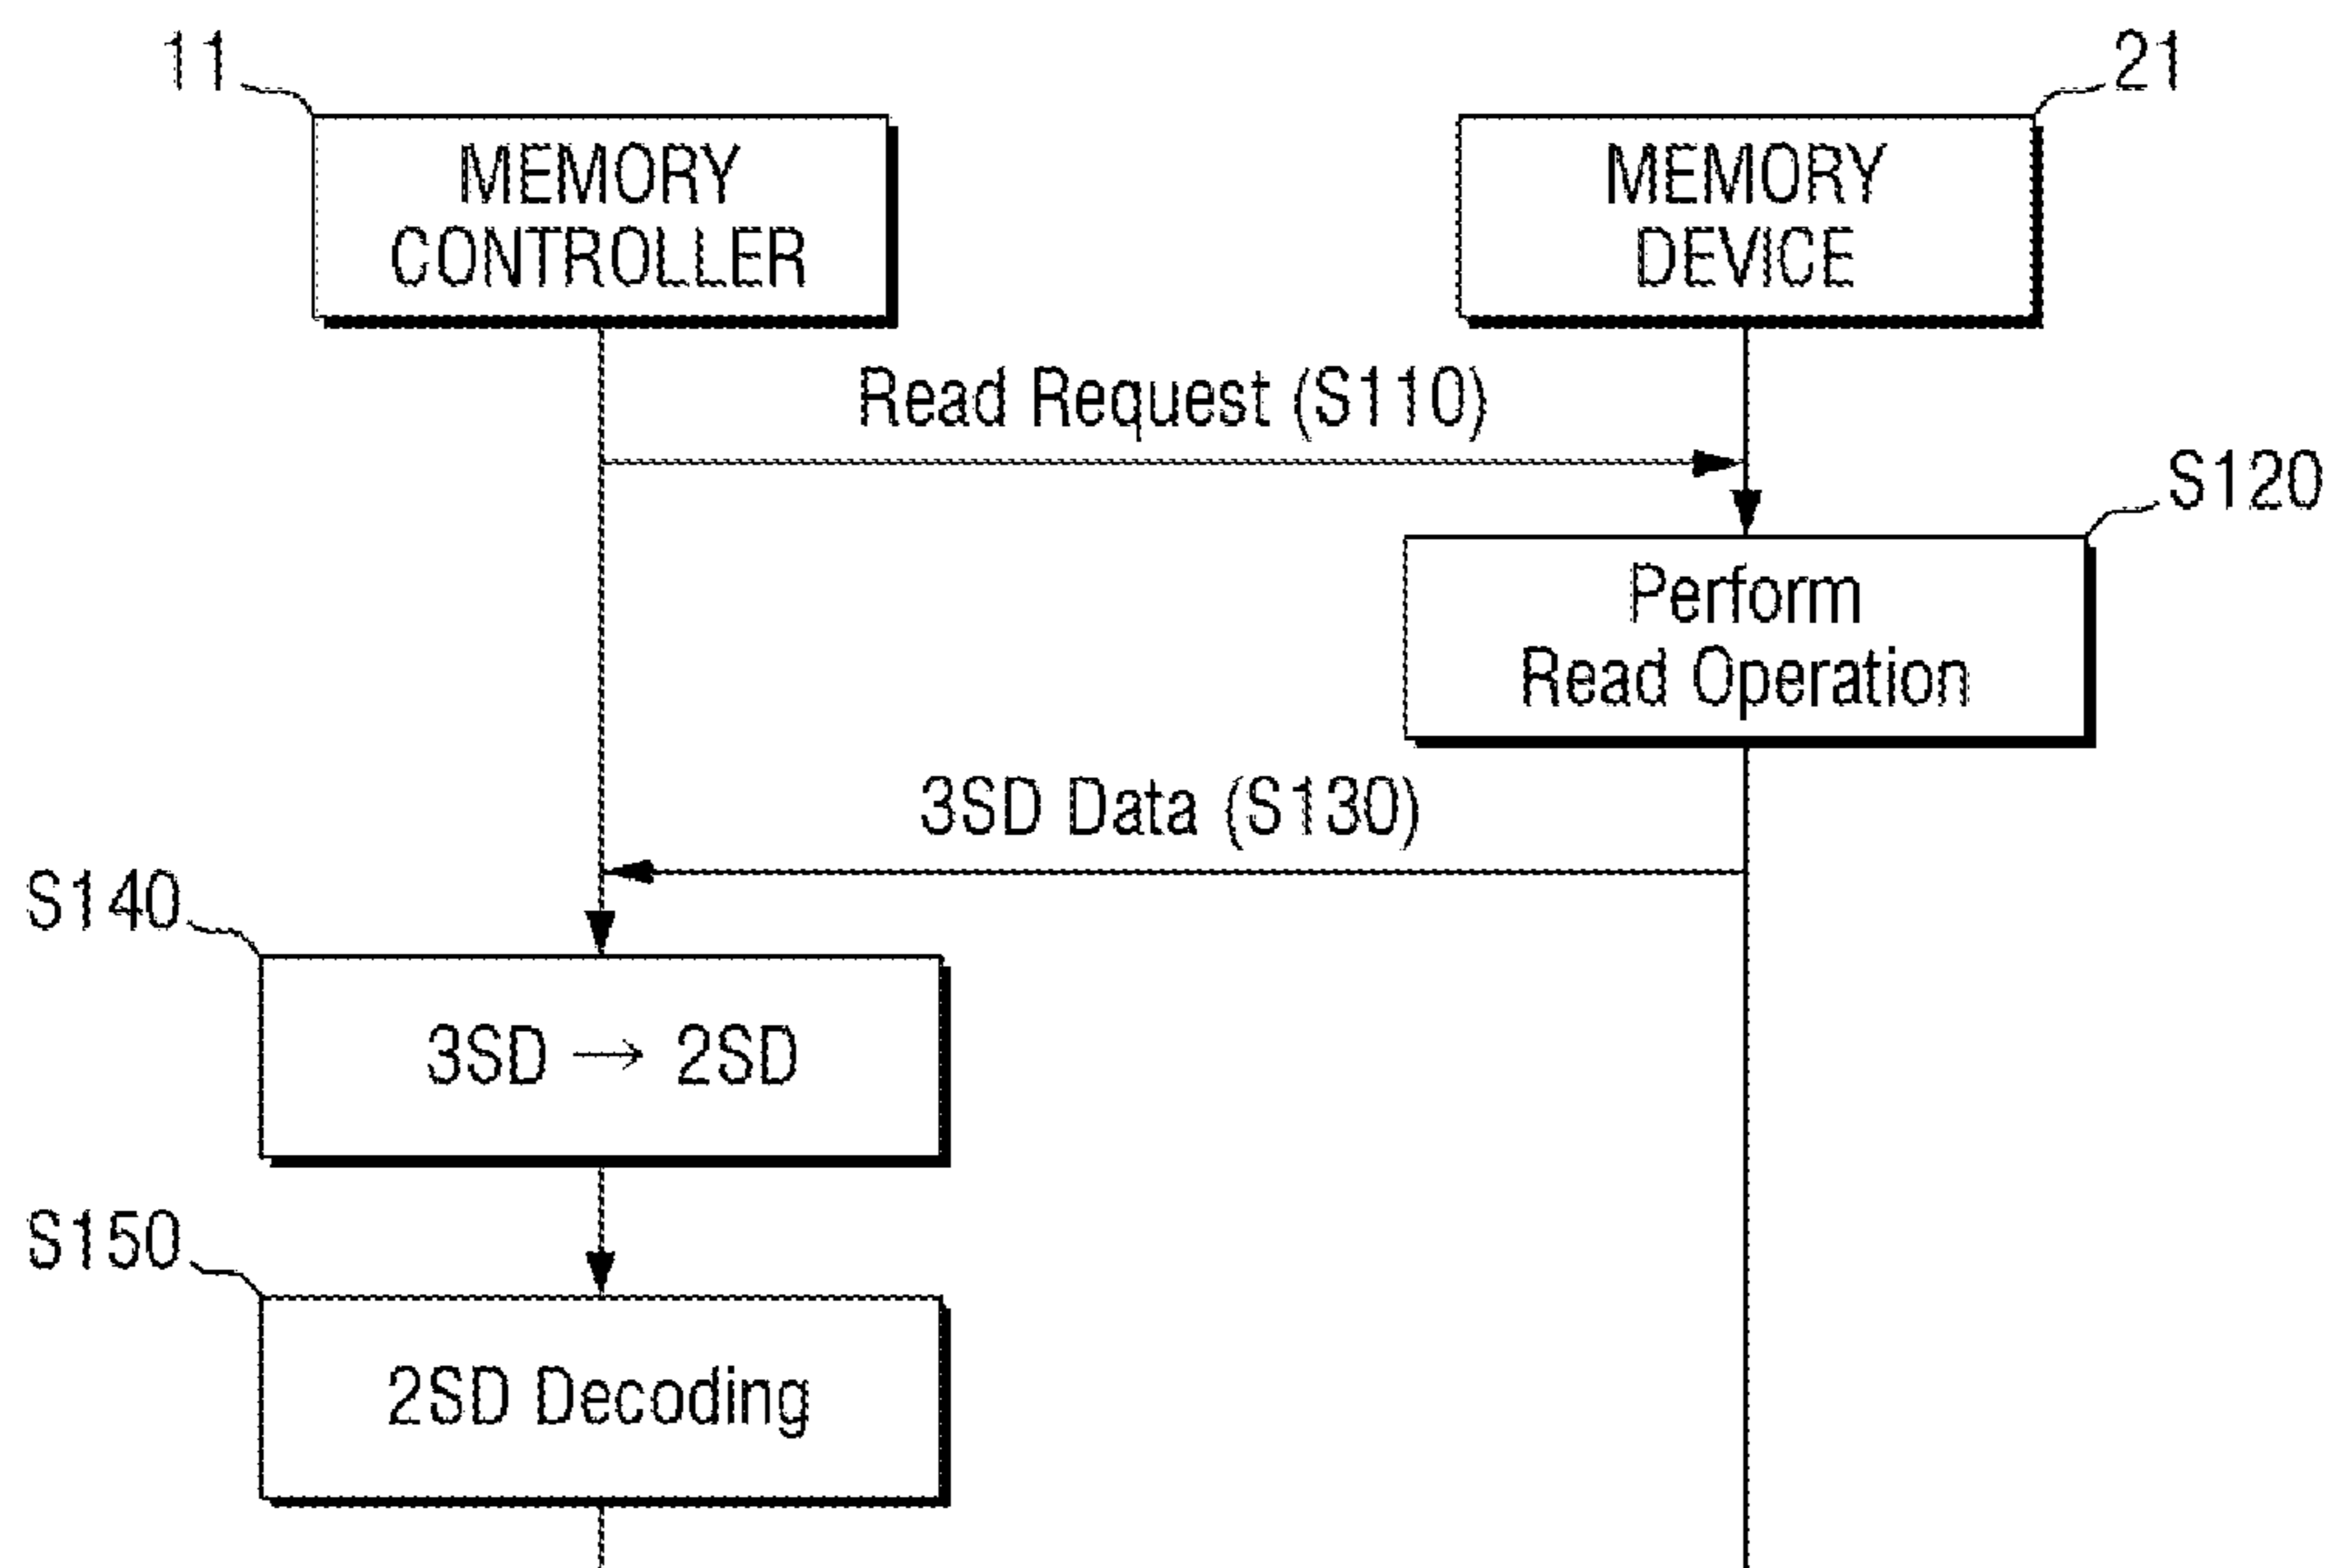 11
21
MEMORY
CONTROLLER
MEMORY
DEVICE
Read Request (S110)
S120
Perform
Read Operation
3SD Data (S130)
S140
3SD → 2SD
S150
2SD Decoding